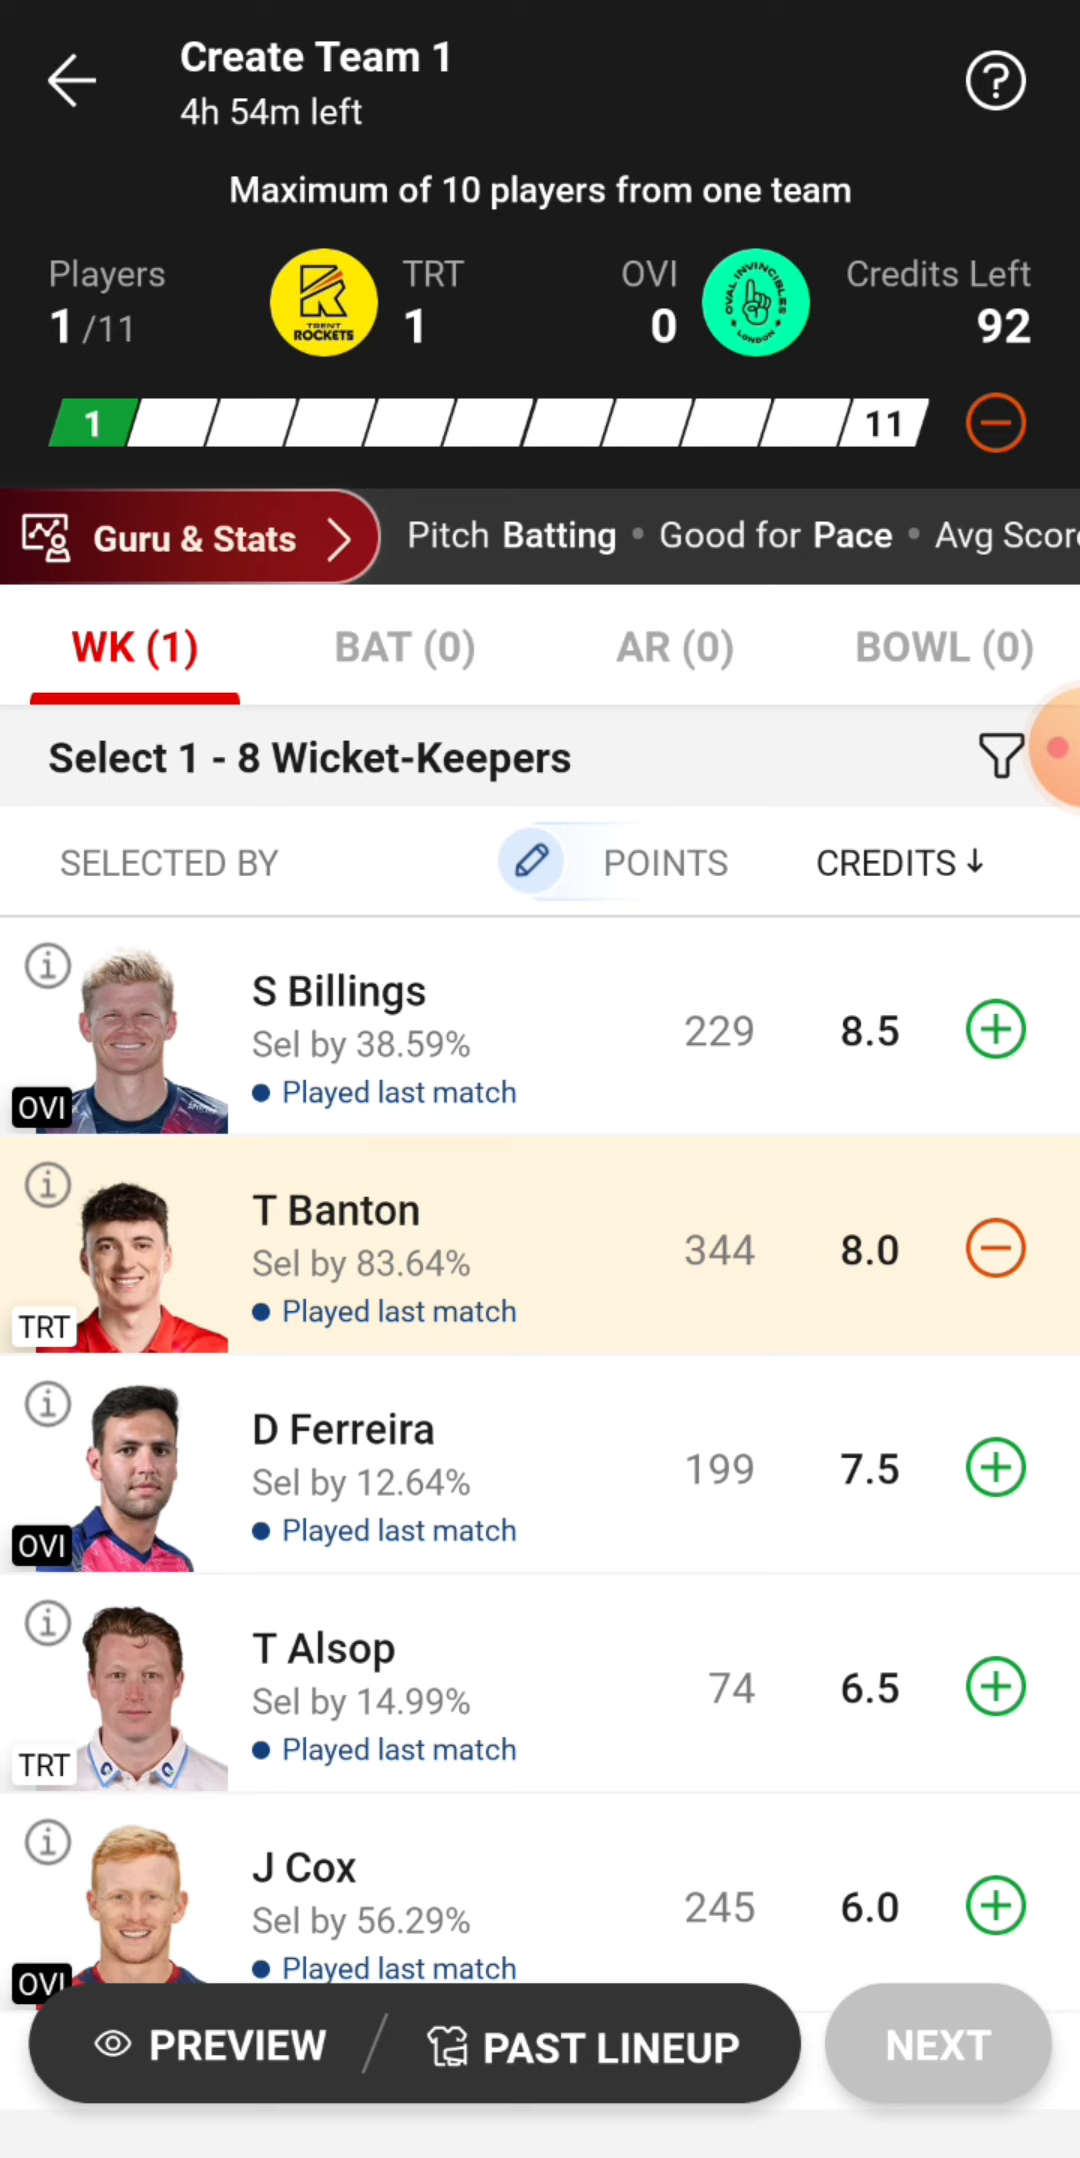 Create Team 1
4h 54m left
Maximum of 10 players from one team
Players
1/11
TRENT
ROCKETS
TRT
1
OVI
0
OVAL INVINCIBLES
LONDON
Credits Left
92
1
11
Guru & Stats
Pitch Batting • Good for Pace • Avg Score
WK (1)
BAT (0)
AR (0)
BOWL (0)
Select 1 - 8 Wicket-Keepers
SELECTED BY
POINTS
CREDITS ↓
S Billings
Sel by 38.59%
Played last match
OVI
229
8.5
T Banton
Sel by 83.64%
Played last match
TRT
344
8.0
D Ferreira
Sel by 12.64%
Played last match
OVI
199
7.5
T Alsop
Sel by 14.99%
Played last match
TRT
74
6.5
J Cox
Sel by 56.29%
Played last match
OVI
245
6.0
PREVIEW / PAST LINEUP
NEXT